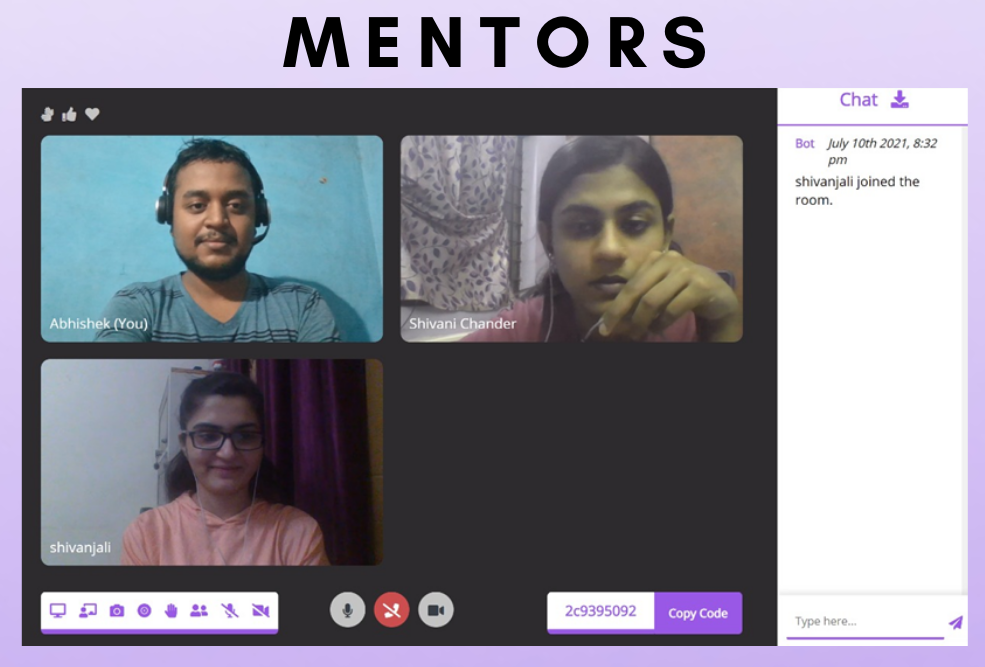 MENTORS
Chat
Bot July 10th 2021, 8:32
pm
shivanjali joined the
room.
Abhishek (You)
Shivani Chander
shivanjali
2c9395092
Copy Code
Type here...